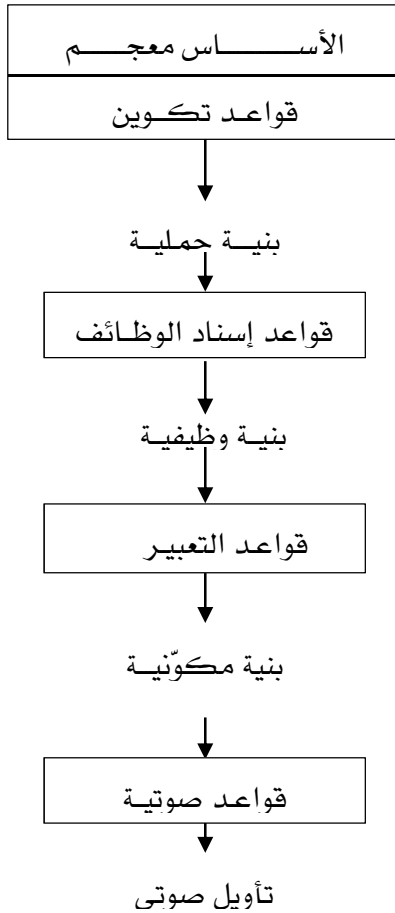 الأساس معجم
قواعد تكوين
بنية حملية
قواعد إسناد الوظائف
بنية وظيفية
قواعد التعبير
بنية مكوّنية
قواعد صوتية
تأويل صوتي